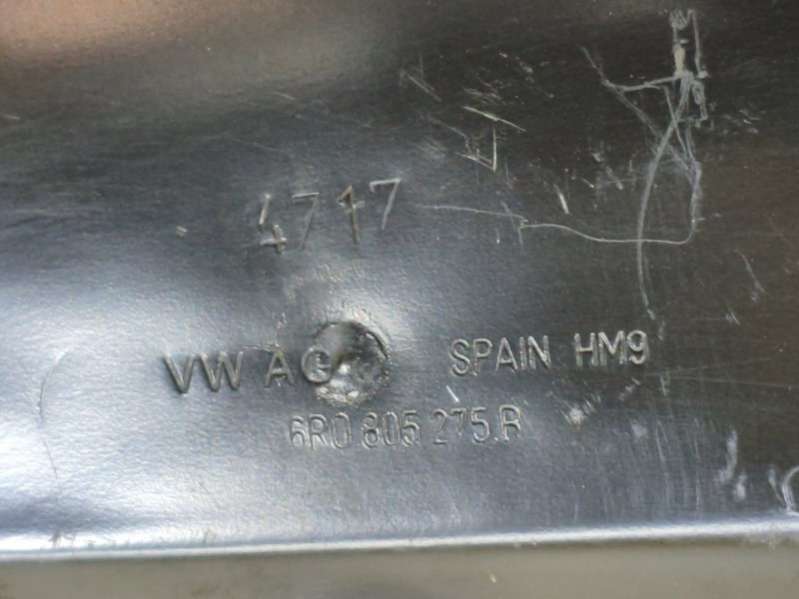 4717
VW AG SPAIN HM9
6R0 805 275.B